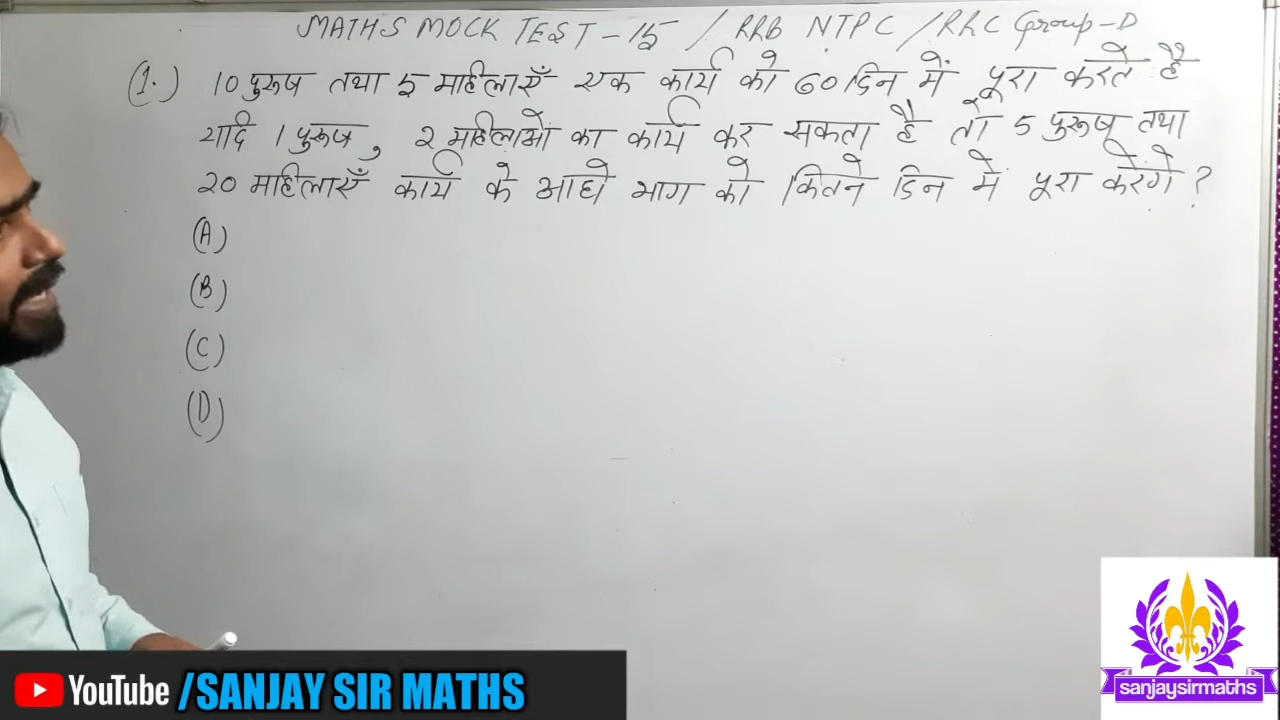 MATHS MOCK TEST-15 / RRB NTPC / RRC Group-D
(1.) 10 पुरुष तथा 5 महिलाएँ एक कार्य को 60 दिन में पूरा करते है
यदि 1 पुरुष, 2 महिलाओं का कार्य कर सकता है तो 5 पुरुष तथा
20 महिलाएँ कार्य के आधे भाग को कितने दिन में पूरा करेंगे ?
(A)
(B)
(C)
(D)
sanjaysirmaths
YouTube /SANJAY SIR MATHS